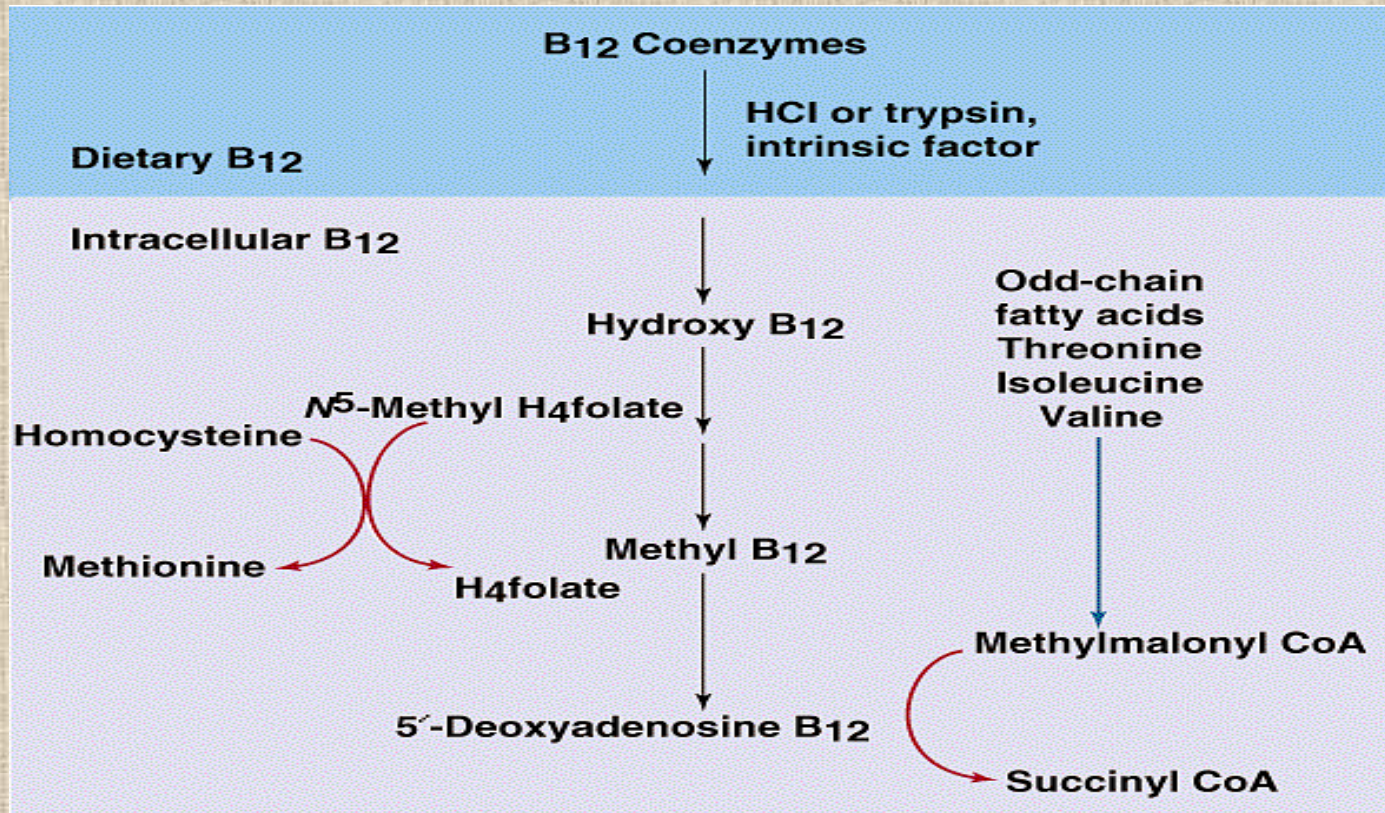 B12 Coenzymes
HCl or trypsin,
intrinsic factor
Dietary B12
Intracellular B12
Hydroxy B12
Odd-chain
fatty acids
Threonine
Isoleucine
Valine
N5-Methyl H4folate
Homocysteine
Methyl B12
Methionine
H4folate
Methylmalonyl CoA
5′-Deoxyadenosine B12
Succinyl CoA